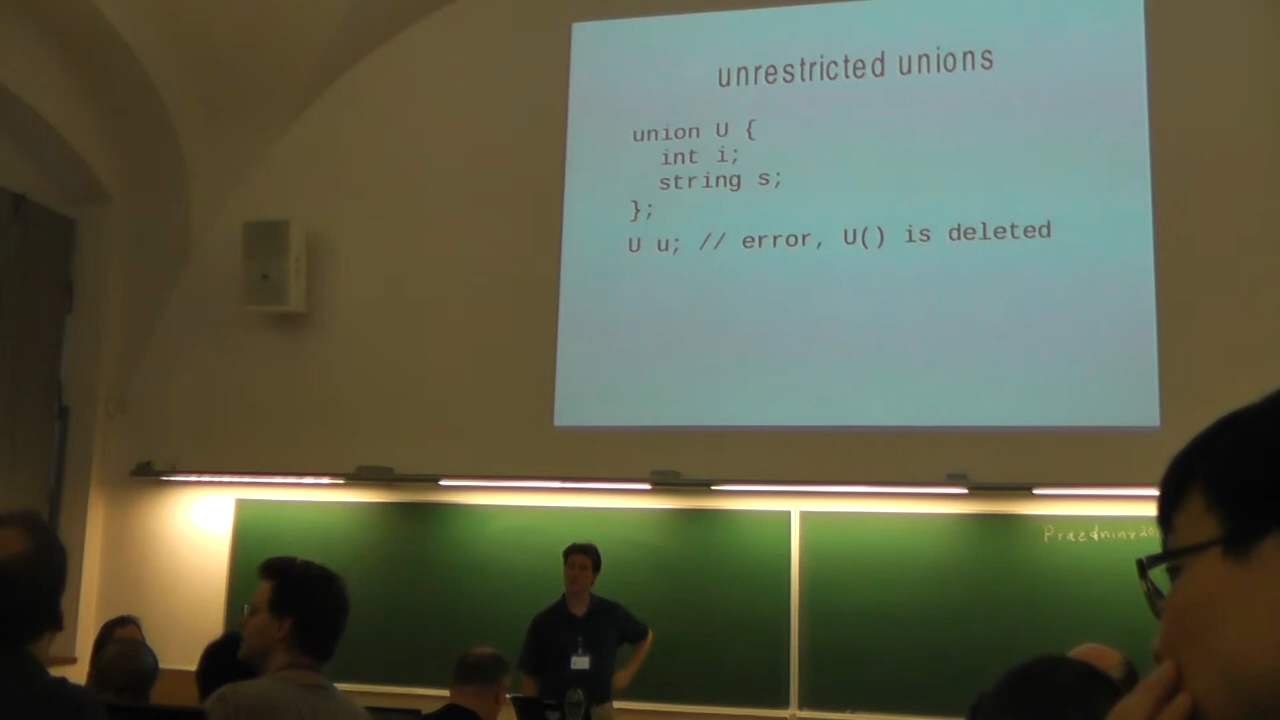 unrestricted unions
union U {
int i;
string s;
};
U u; // error, U() is deleted